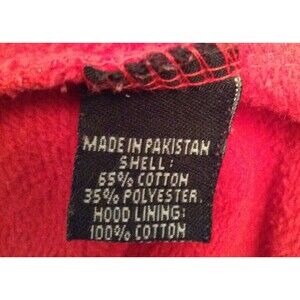 MADE IN PAKISTAN
SHELL:
65% COTTON
35% POLYESTER.
HOOD LINING:
100% COTTON